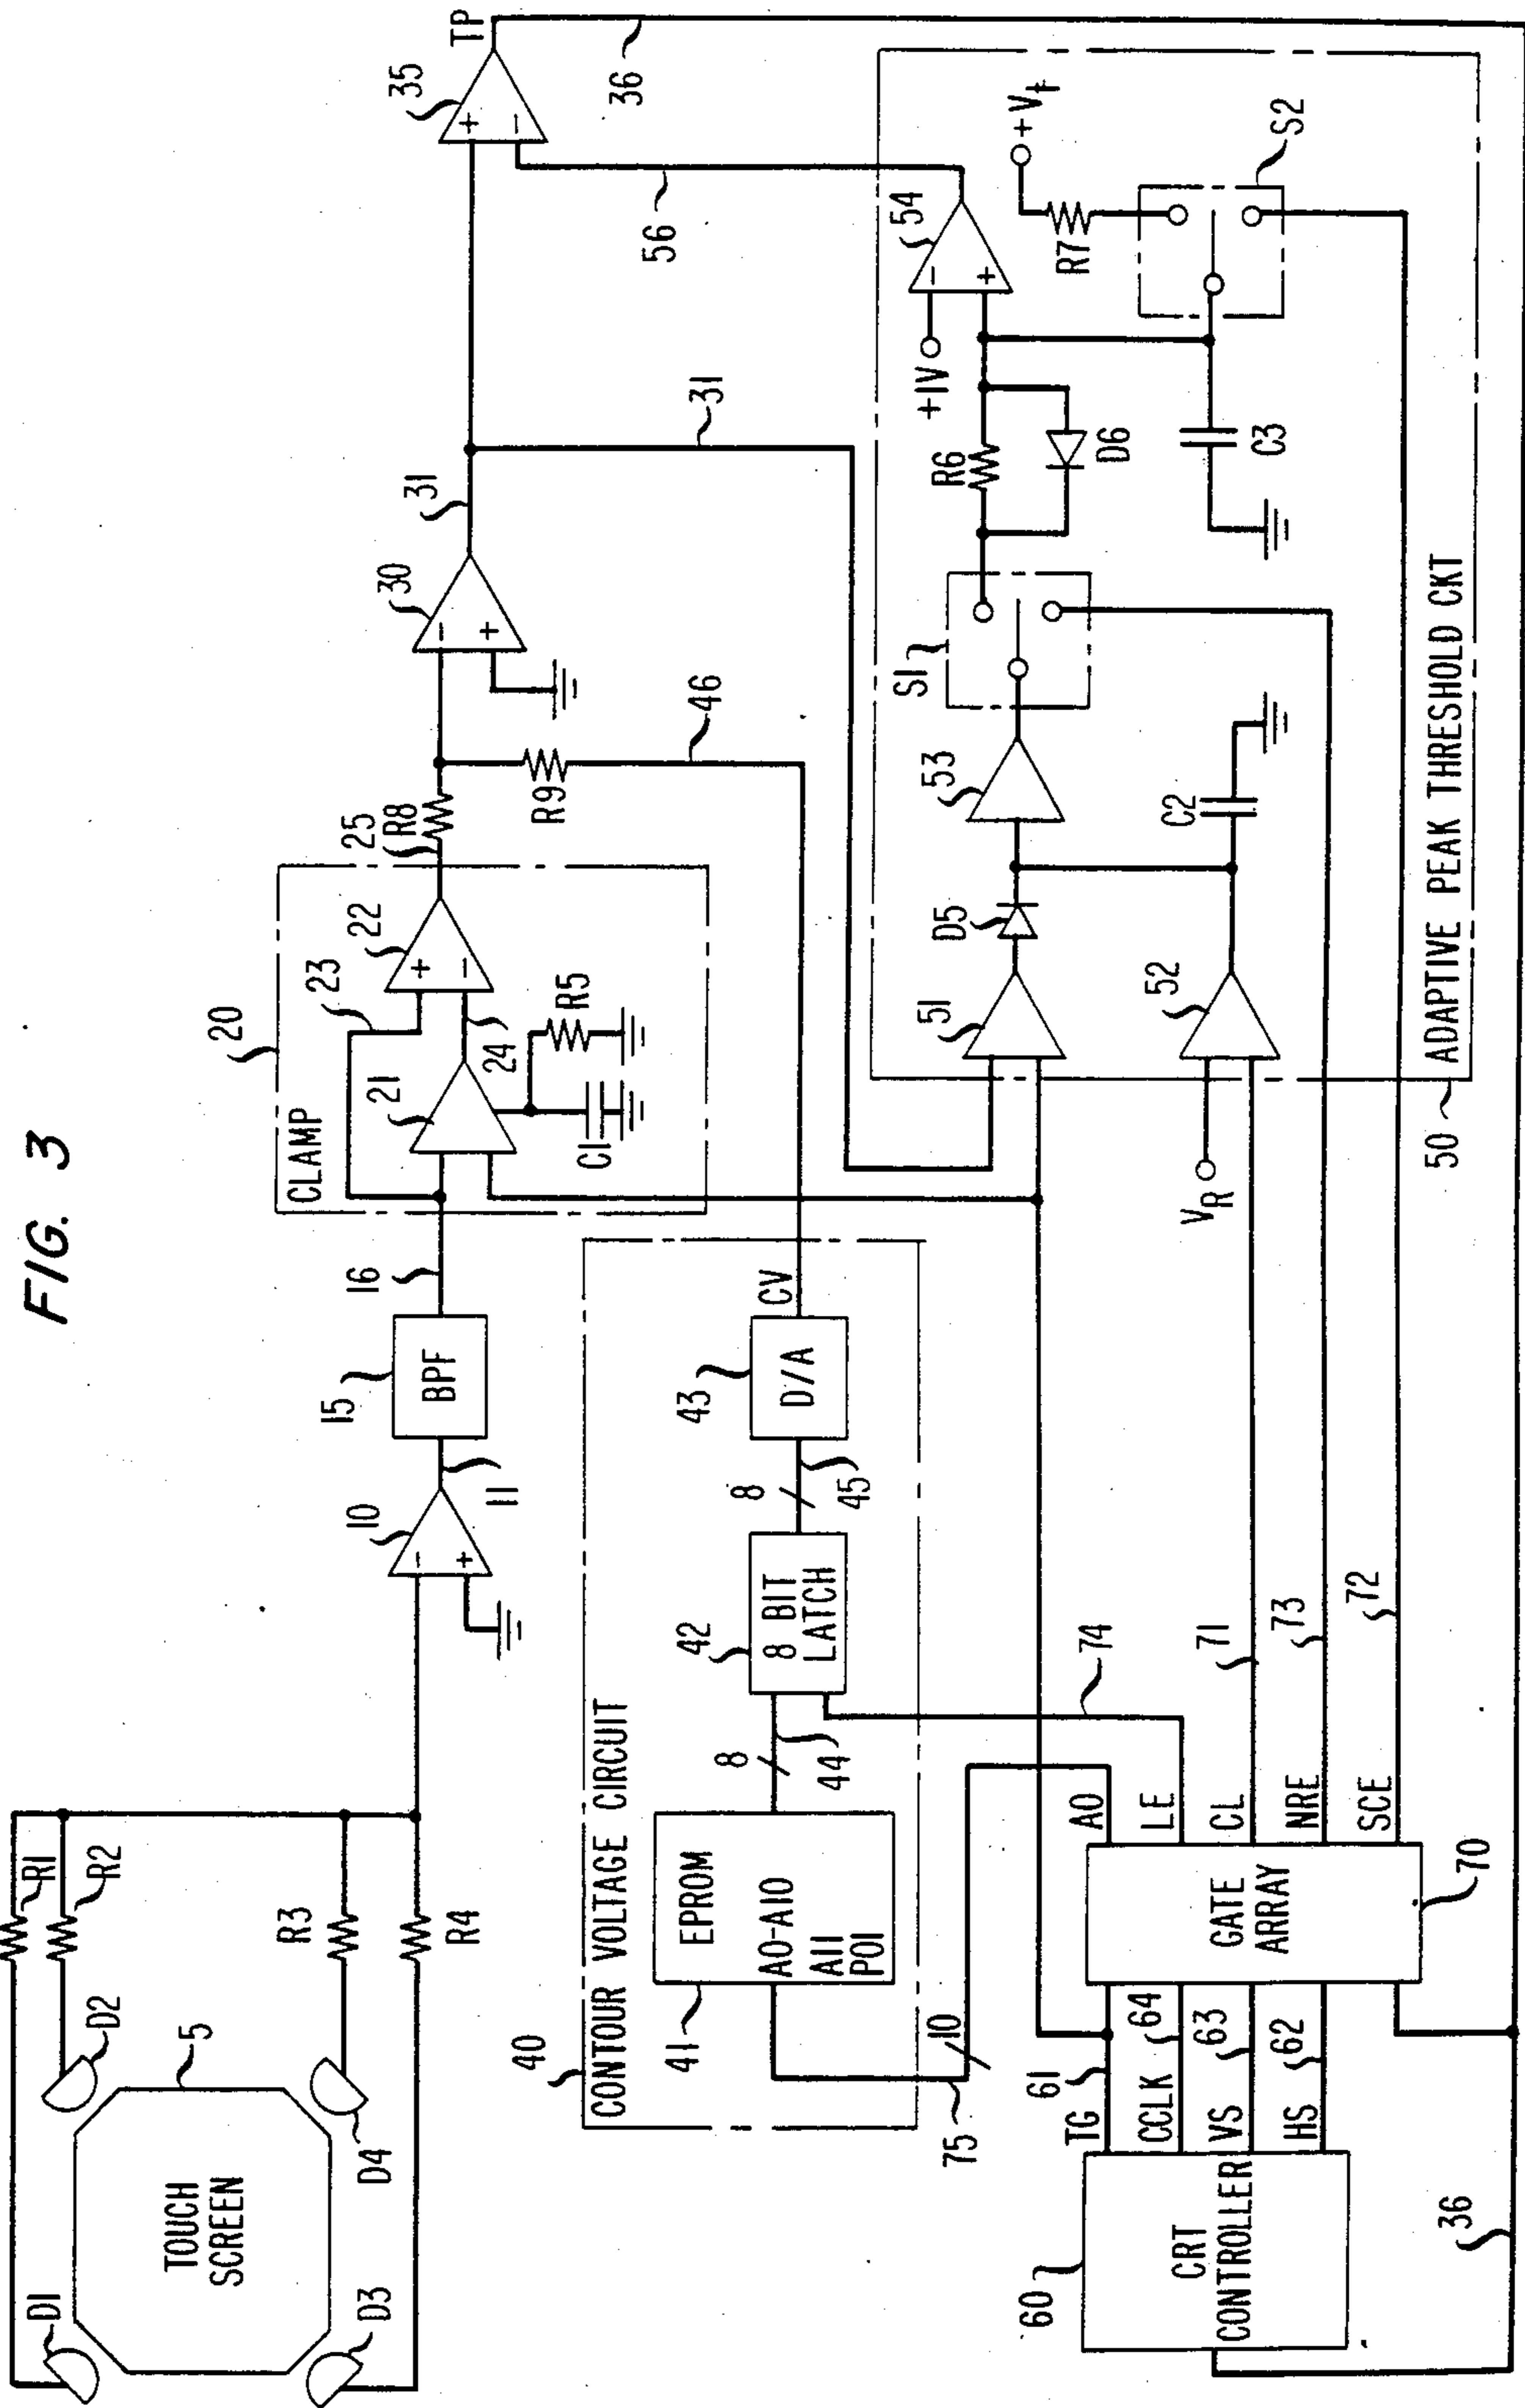 FIG. 3
D1
D2
D3
D4
TOUCH
SCREEN
5
R1
R2
R3
R4
10
-
+
11
15
BPF
16
20
CLAMP
21
22
+
-
23
24
C1
R5
25
R8
R9
46
30
-
+
31
31
35
+
-
TP
36
56
40
CONTOUR VOLTAGE CIRCUIT
41
EPROM
A0-A10
A11
P01
8
44
42
8 BIT
LATCH
8
45
43
D/A
CV
10
75
74
60
CRT
CONTROLLER
TG
CCLK
VS
HS
61
64
63
62
GATE
ARRAY
70
A0
LE
CL
NRE
SCE
71
73
72
36
VR
51
52
D5
53
C2
S1
R6
D6
C3
+1V
54
-
+
R7
+Vt
S2
50
ADAPTIVE PEAK THRESHOLD CKT